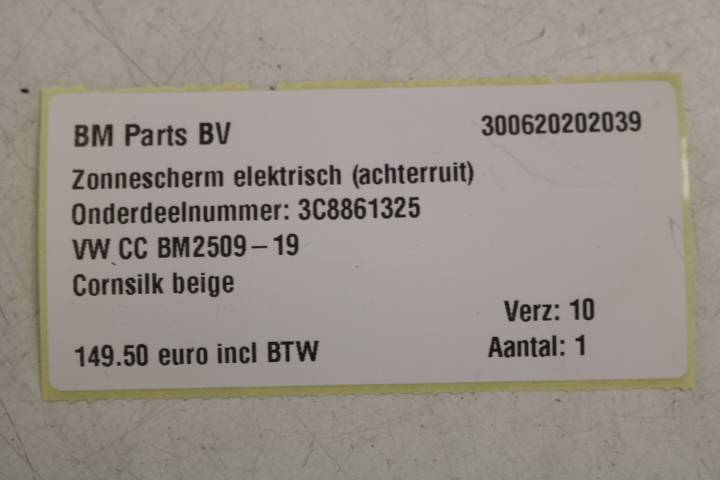 BM Parts BV 300620202039
Zonnescherm elektrisch (achterruit)
Onderdeelnummer: 3C8861325
VW CC BM2509-19
Cornsilk beige
Verz: 10
149.50 euro incl BTW Aantal: 1